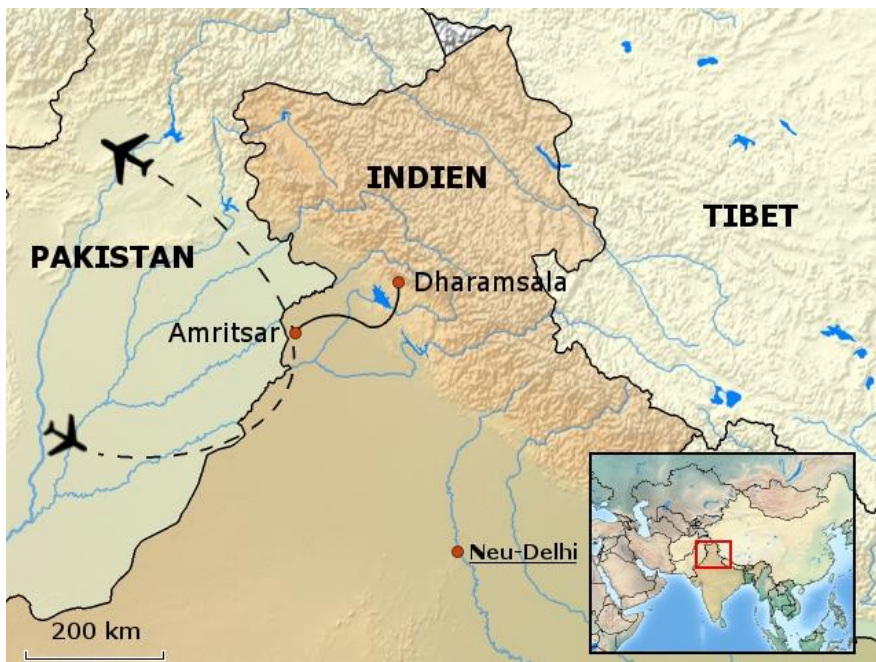 INDIEN
TIBET
PAKISTAN
Dharamsala
Amritsar
Neu-Delhi
200 km